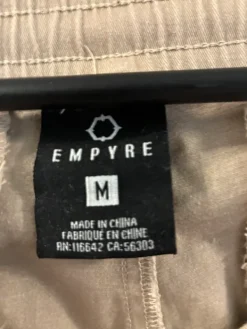 EMPYRE
M
MADE IN CHINA
FABRIQUÉ EN CHINE
RN:116642 CA:56303